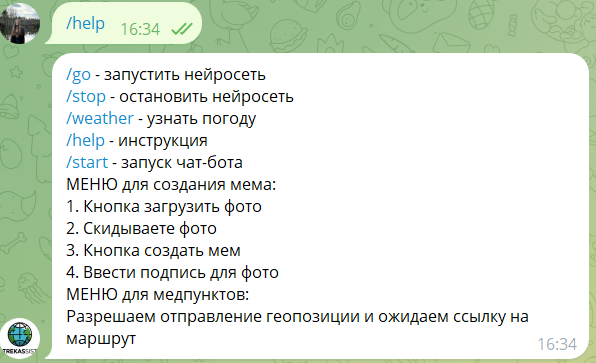 /help
16:34
/go - запустить нейросеть
/stop - остановить нейросеть
/weather - узнать погоду
/help - инструкция
/start - запуск чат-бота
МЕНЮ для создания мема:
1. Кнопка загрузить фото
2. Скидываете фото
3. Кнопка создать мем
4. Ввести подпись для фото
МЕНЮ для медпунктов:
Разрешаем отправление геопозиции и ожидаем ссылку на
маршрут
16:34
TREKASSIST